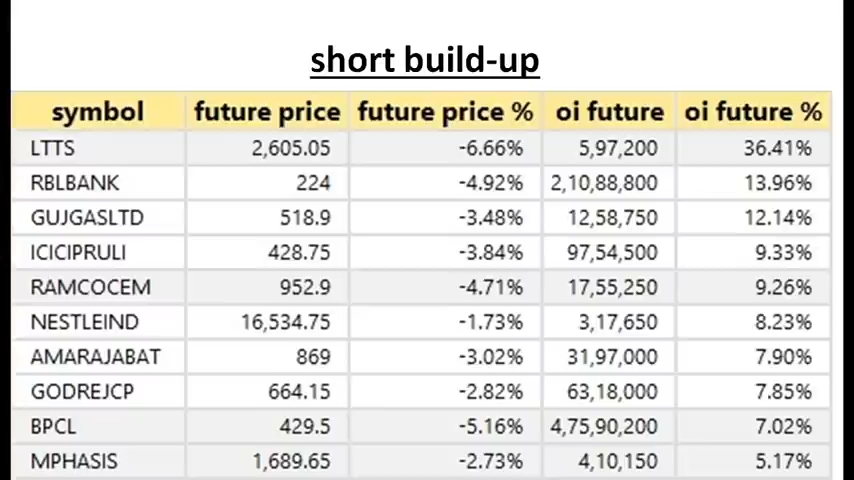 short build-up
symbol future price future price % oi future oi future %
LTTS 2,605.05 -6.66% 5,97,200 36.41%
RBLBANK 224 -4.92% 2,10,88,800 13.96%
GUJGASLTD 518.9 -3.48% 12,58,750 12.14%
ICICIPRULI 428.75 -3.84% 97,54,500 9.33%
RAMCOCEM 952.9 -4.71% 17,55,250 9.26%
NESTLEIND 16,534.75 -1.73% 3,17,650 8.23%
AMARAJABAT 869 -3.02% 31,97,000 7.90%
GODREJCP 664.15 -2.82% 63,18,000 7.85%
BPCL 429.5 -5.16% 4,75,90,200 7.02%
MPHASIS 1,689.65 -2.73% 4,10,150 5.17%